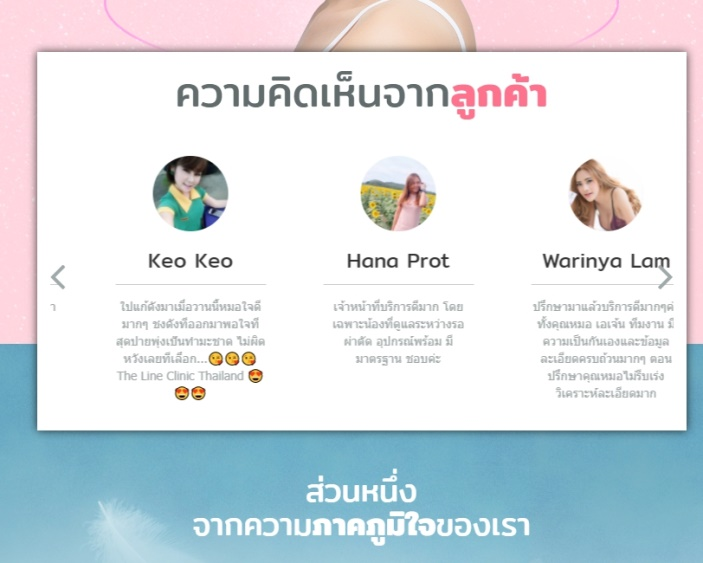 ความคิดเห็นจากลูกค้า
Keo Keo
ไปแก้ดั้งมาเมื่อวานนี้หมอใจดี
มากๆ ชงดั้งที่ออกมาพอใจที่
สุดปายพุ่งเป็นทำมะชาด ไม่ผิด
หวังเลยที่เลือก...😋😋😋
The Line Clinic Thailand 😍
😍😍
Hana Prot
เจ้าหน้าที่บริการดีมาก โดย
เฉพาะน้องที่ดูแลระหว่างรอ
ผ่าตัด อุปกรณ์พร้อม มี
มาตรฐาน ชอบค่ะ
Warinya Lam
ปรึกษามาแล้วบริการดีมากๆค่
ทั้งคุณหมอ เอเจ้น ทีมงาน มี
ความเป็นกันเองและข้อมูล
ละเอียดครบถ้วนมากๆ ตอน
ปรึกษาคุณหมอไม่รีบเร่ง
วิเคราะห์ละเอียดมาก
ส่วนหนึ่ง
จากความภาคภูมิใจของเรา